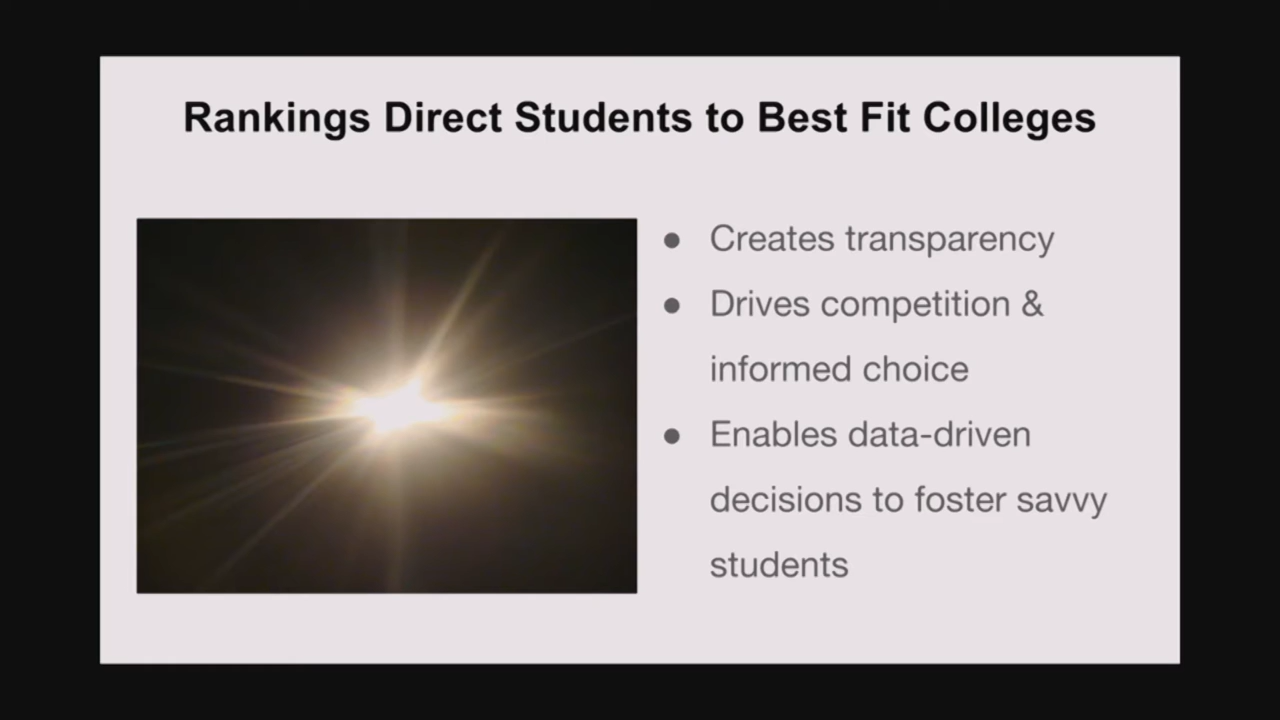 Rankings Direct Students to Best Fit Colleges
● Creates transparency
● Drives competition &
informed choice
● Enables data-driven
decisions to foster savvy
students